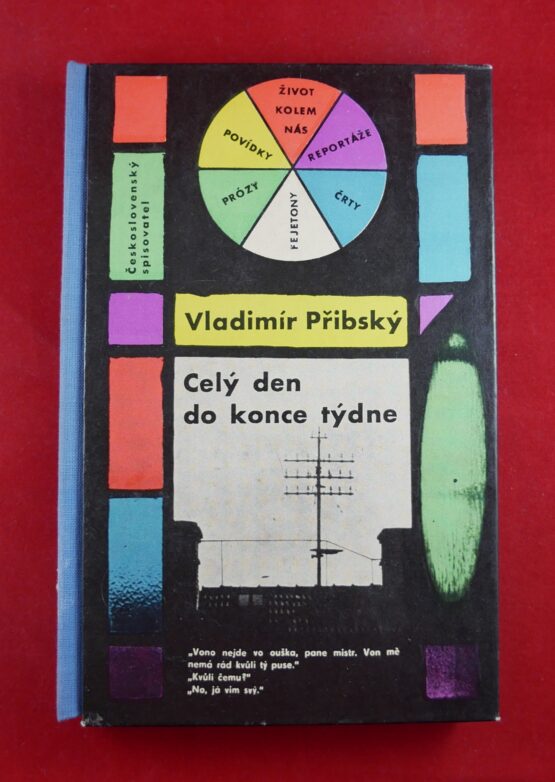 ŽIVOT
KOLEM
NÁS
POVÍDKY
REPORTÁŽE
PRÓZY
ČRTY
FEJETONY
Československý
spisovatel
Vladimír Přibský
Celý den
do konce týdne
„Vono nejde vo ouška, pane mistr. Von mě
nemá rád kvůli tý puse.“
„Kvůli čemu?“
„No, já vím svý.“